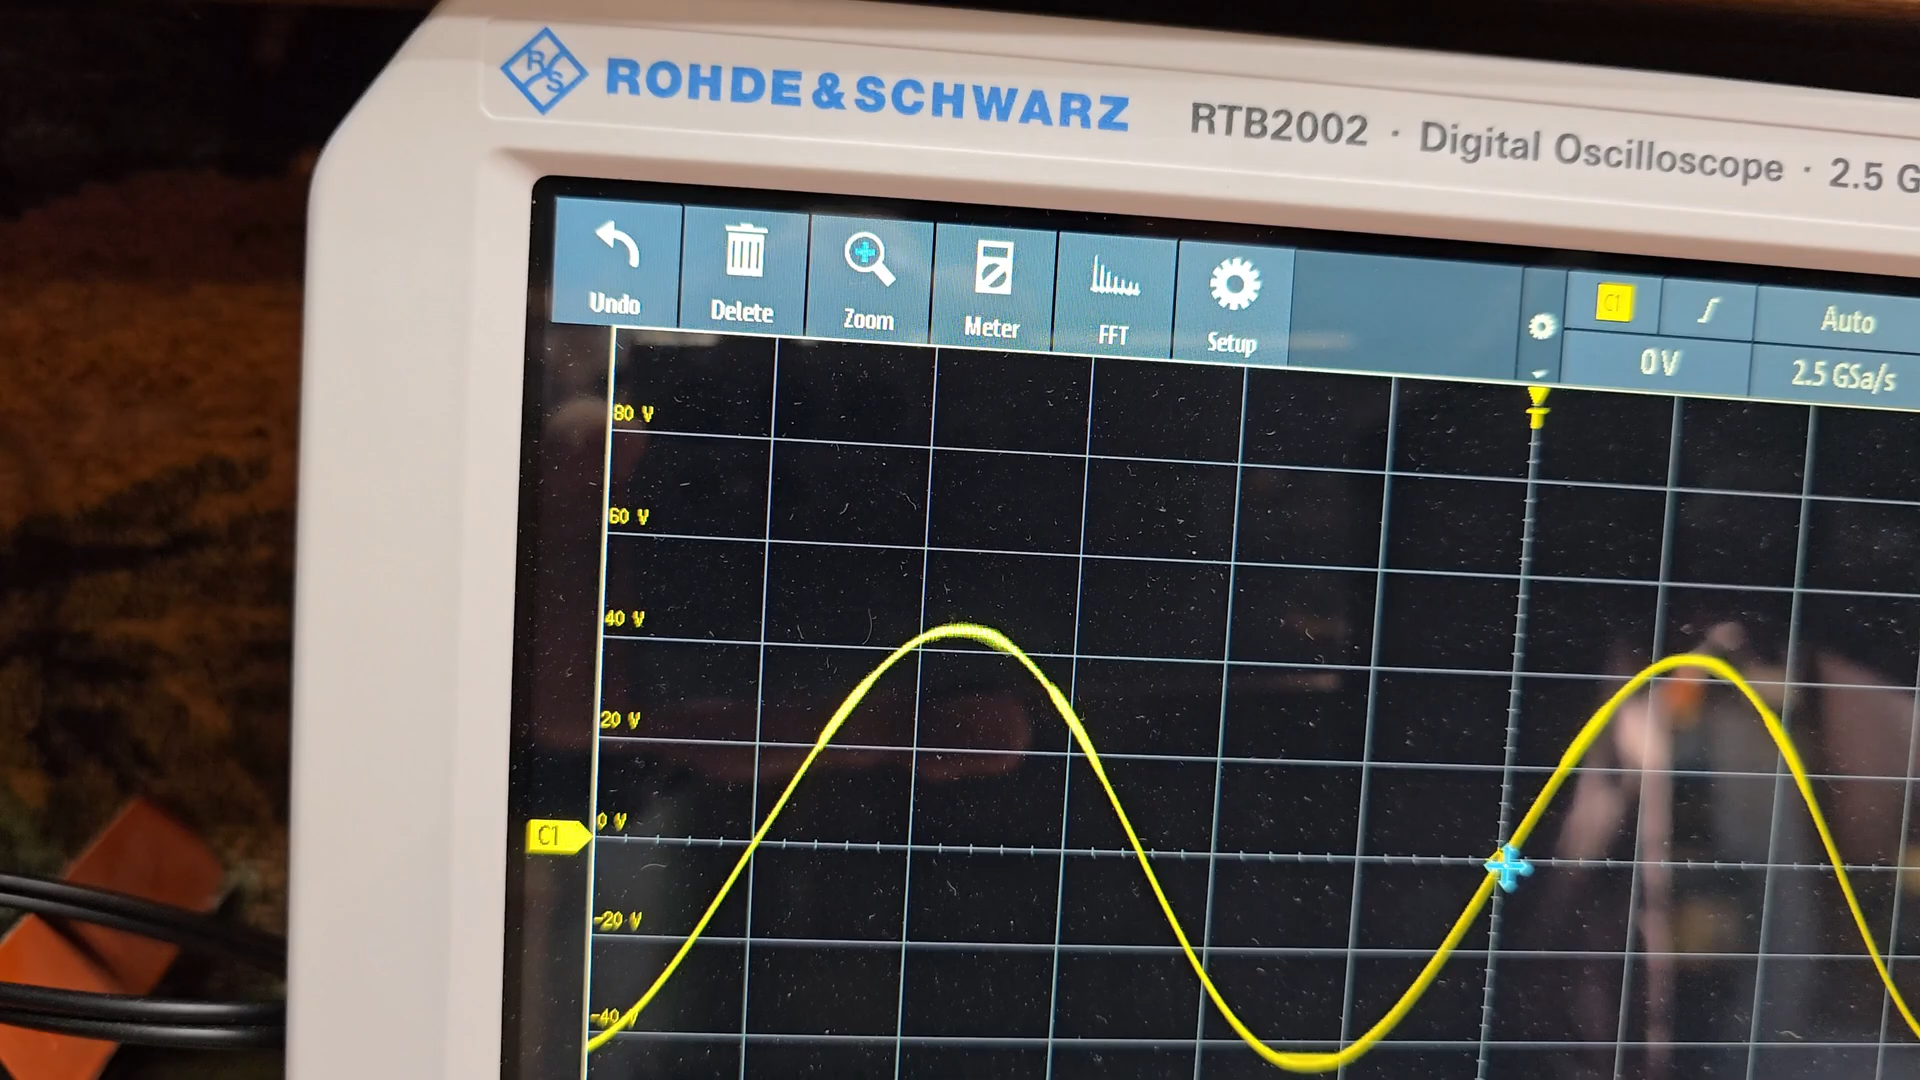 R S ROHDE&SCHWARZ RTB2002 · Digital Oscilloscope · 2.5 G
Undo Delete Zoom Meter FFT Setup
C1 Auto
0 V 2.5 GSa/s
80 V
60 V
40 V
20 V
0 V
C1
-20 V
-40 V